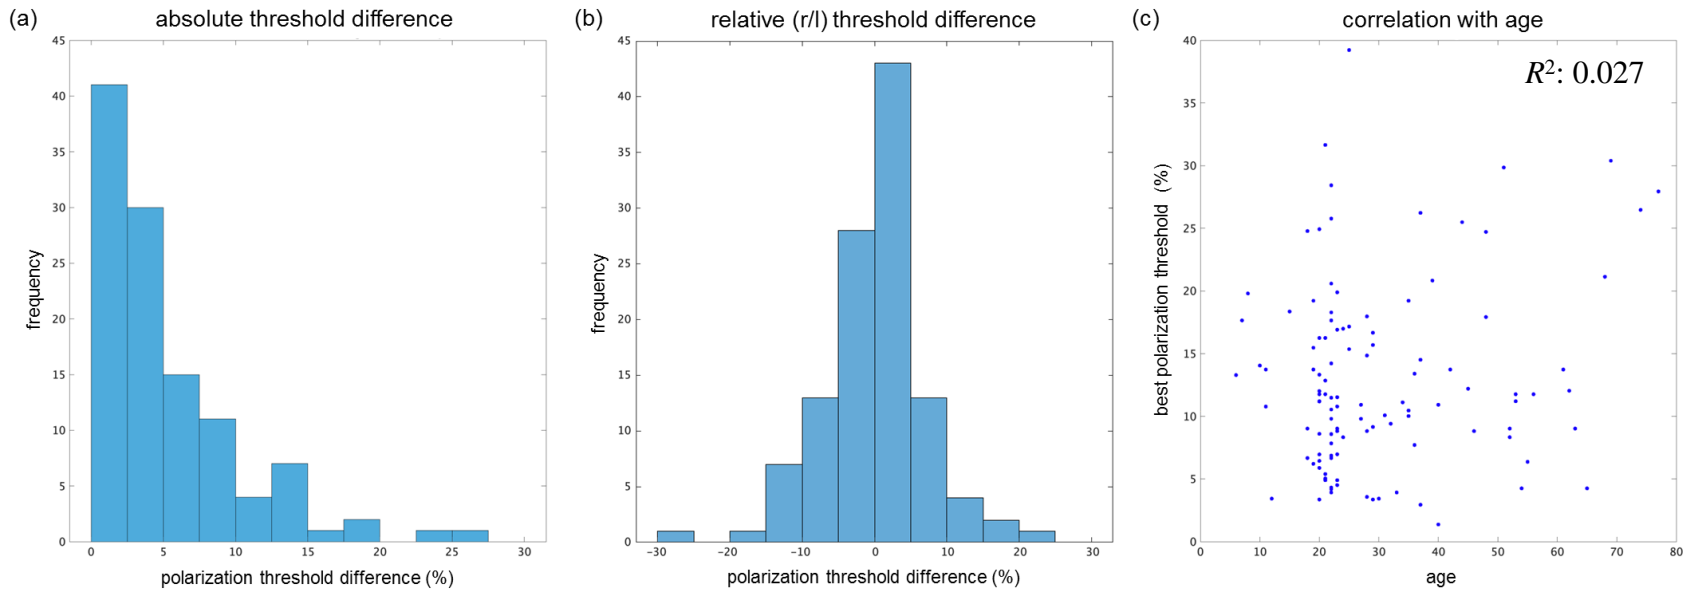 (a) absolute threshold difference
45
40
35
30
25
20
15
10
5
0
frequency
0 5 10 15 20 25 30
polarization threshold difference (%)
(b) relative (r/l) threshold difference
45
40
35
30
25
20
15
10
5
0
frequency
−30 −20 −10 0 10 20 30
polarization threshold difference (%)
(c) correlation with age
R²: 0.027
40
35
30
25
20
15
10
5
0
best polarization threshold (%)
0 10 20 30 40 50 60 70 80
age